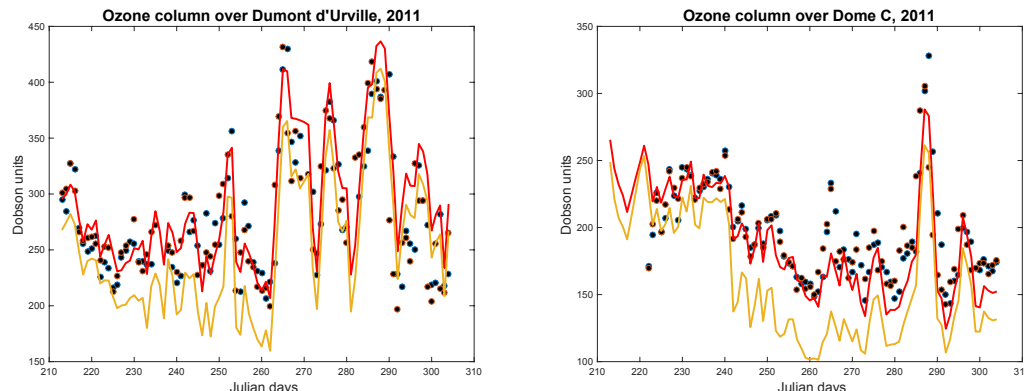 Ozone column over Dumont d'Urville, 2011
450
400
350
300
250
200
150
Dobson units
210 220 230 240 250 260 270 280 290 300 310
Julian days
Ozone column over Dome C, 2011
350
300
250
200
150
100
Dobson units
210 220 230 240 250 260 270 280 290 300 310
Julian days